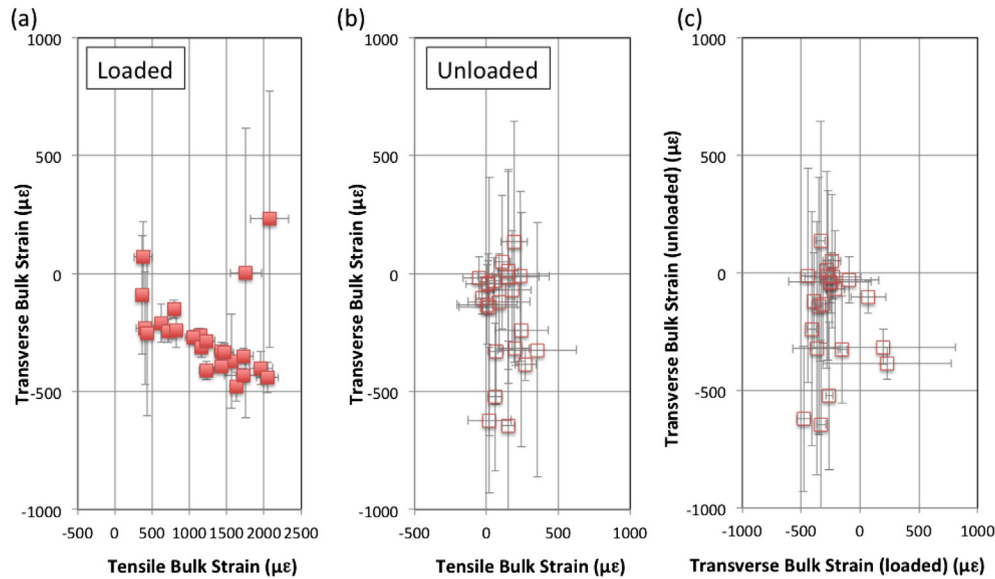 (a)
(b)
(c)
Loaded
Unloaded
1000
500
0
-500
-1000
Transverse Bulk Strain (µε)
-500 0 500 1000 1500 2000 2500
Tensile Bulk Strain (µε)
1000
500
0
-500
-1000
Transverse Bulk Strain (µε)
-500 0 500 1000
Tensile Bulk Strain (µε)
1000
500
0
-500
-1000
Transverse Bulk Strain (unloaded) (µε)
-1000 -500 0 500 1000
Transverse Bulk Strain (loaded) (µε)